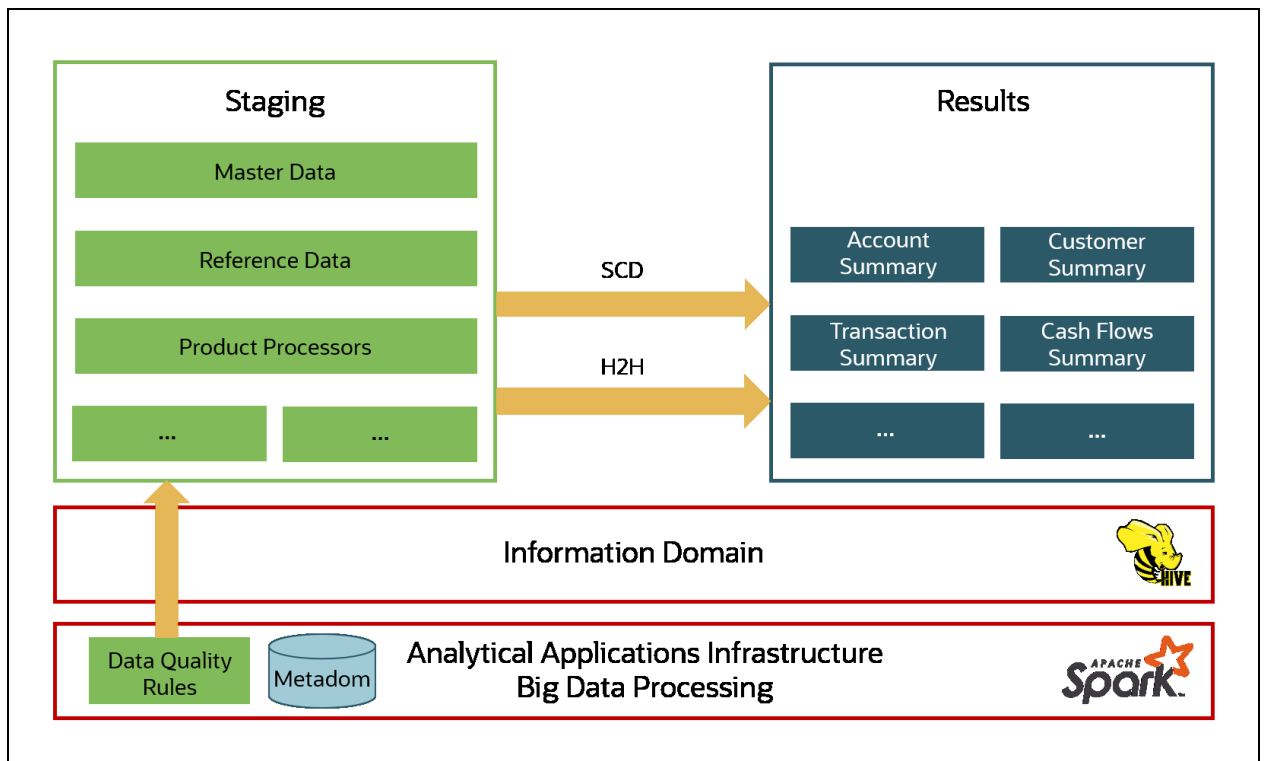 Staging
Master Data
Reference Data
Product Processors
...
...
SCD
H2H
Results
Account
Summary
Customer
Summary
Transaction
Summary
Cash Flows
Summary
...
...
Information Domain
HIVE
Data Quality
Rules
Metadom
Analytical Applications Infrastructure
Big Data Processing
APACHE
Spark